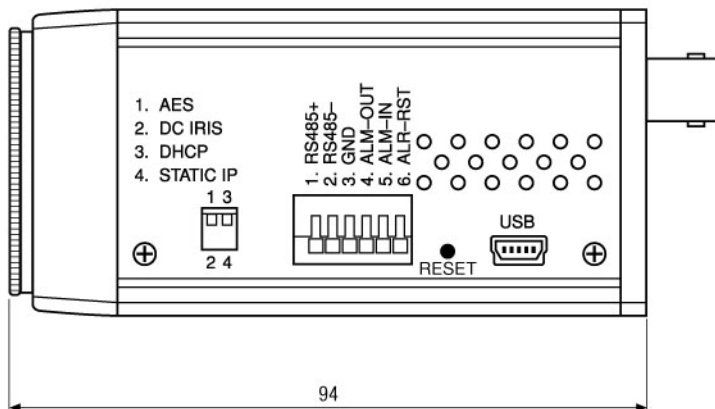 1. AES
2. DC IRIS
3. DHCP
4. STATIC IP
1 3
2 4
1. RS485+
2. RS485–
3. GND
4. ALM–OUT
5. ALM–IN
6. ALR–RST
RESET
USB
94